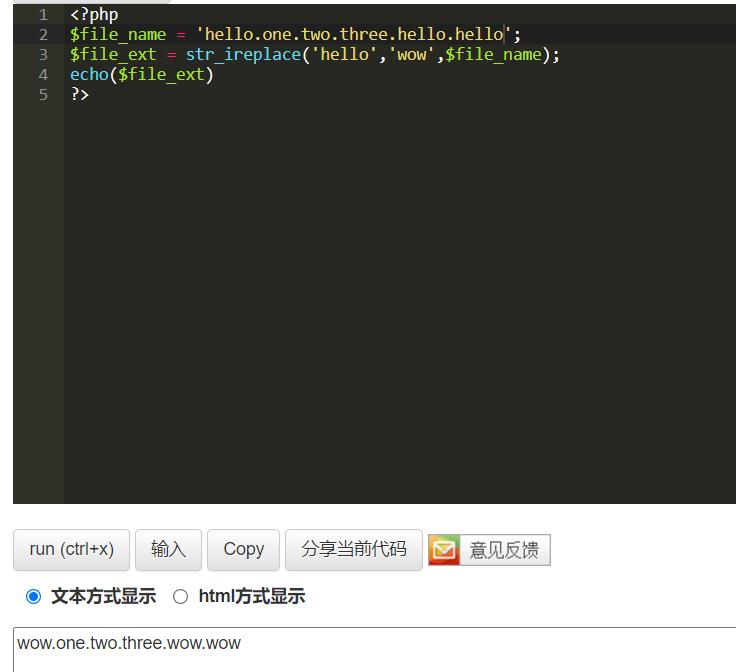 1 <?php
2 $file_name = 'hello.one.two.three.hello.hello';
3 $file_ext = str_ireplace('hello','wow',$file_name);
4 echo($file_ext)
5 ?>
run (ctrl+x) 输入 Copy 分享当前代码 意见反馈
文本方式显示 html方式显示
wow.one.two.three.wow.wow